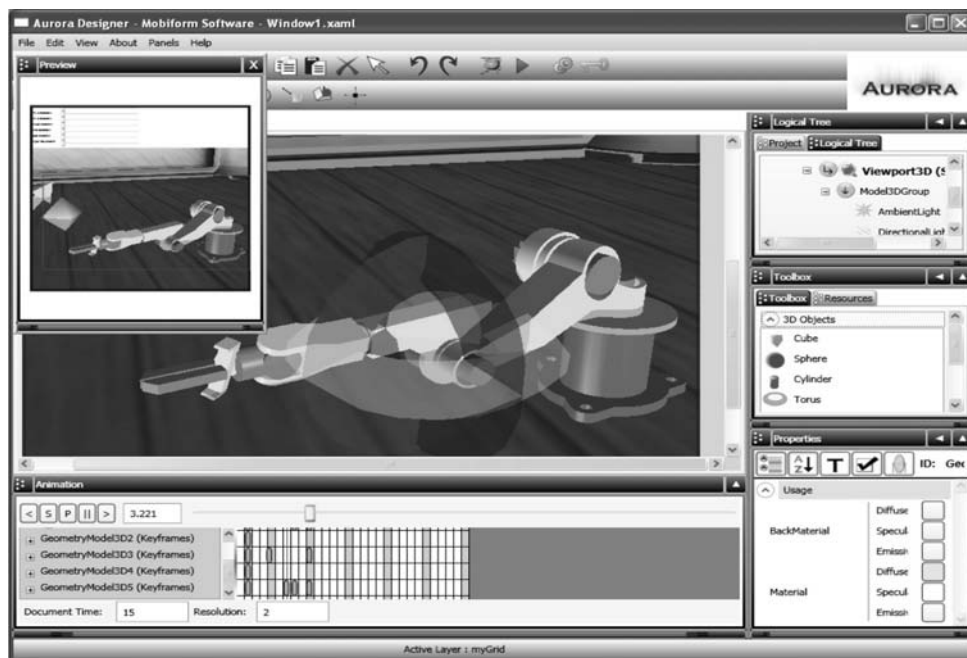 Aurora Designer - Mobiform Software - Window1.xaml
File Edit View About Panels Help
Preview X
AURORA
Logical Tree
Project Logical Tree
Viewport3D (S
Model3DGroup
AmbientLight
DirectionalLight
Toolbox
Toolbox Resources
3D Objects
Cube
Sphere
Cylinder
Torus
Properties
A Z T ID: Geo
Usage
BackMaterial
Diffuse
Specul
Emissiv
Material
Diffuse
Specul
Emissiv
Animation
< S P || > 3.221
GeometryModel3D2 (Keyframes)
GeometryModel3D3 (Keyframes)
GeometryModel3D4 (Keyframes)
GeometryModel3D5 (Keyframes)
Document Time: 15 Resolution: 2
Active Layer : myGrid